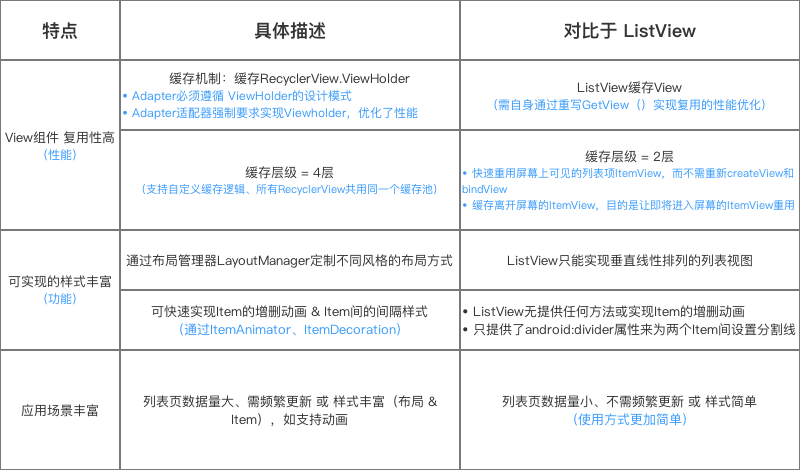 特点
具体描述
对比于 ListView
View组件 复用性高
（性能）
缓存机制：缓存RecyclerView.ViewHolder
• Adapter必须遵循 ViewHolder的设计模式
• Adapter适配器强制要求实现Viewholder，优化了性能
ListView缓存View
（需自身通过重写GetView（）实现复用的性能优化）
缓存层级 = 4层
（支持自定义缓存逻辑、所有RecyclerView共用同一个缓存池）
缓存层级 = 2层
• 快速重用屏幕上可见的列表项ItemView，而不需重新createView和
bindView
• 缓存离开屏幕的ItemView，目的是让即将进入屏幕的ItemView重用
可实现的样式丰富
（功能）
通过布局管理器LayoutManager定制不同风格的布局方式
ListView只能实现垂直线性排列的列表视图
可快速实现Item的增删动画 & Item间的间隔样式
（通过ItemAnimator、ItemDecoration）
• ListView无提供任何方法或实现Item的增删动画
• 只提供了android:divider属性来为两个Item间设置分割线
应用场景丰富
列表页数据量大、需频繁更新 或 样式丰富（布局 &
Item），如支持动画
列表页数据量小、不需频繁更新 或 样式简单
（使用方式更加简单）